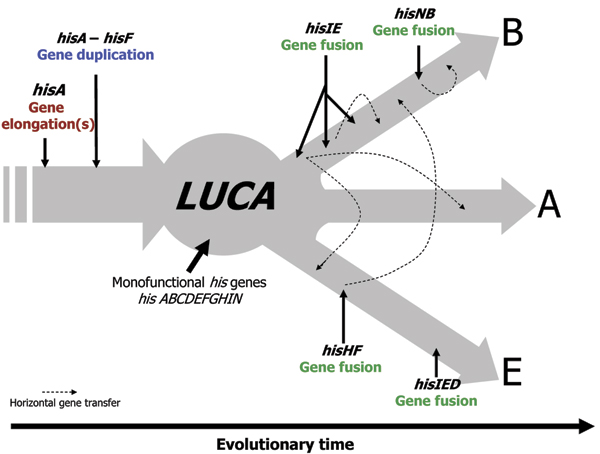 hisA – hisF
Gene duplication
hisA
Gene
elongation(s)
hisIE
Gene fusion
hisNB
Gene fusion
B
LUCA
A
Monofunctional his genes
his ABCDEFGHIN
hisHF
Gene fusion
hisIED
Gene fusion
E
Horizontal gene transfer
Evolutionary time